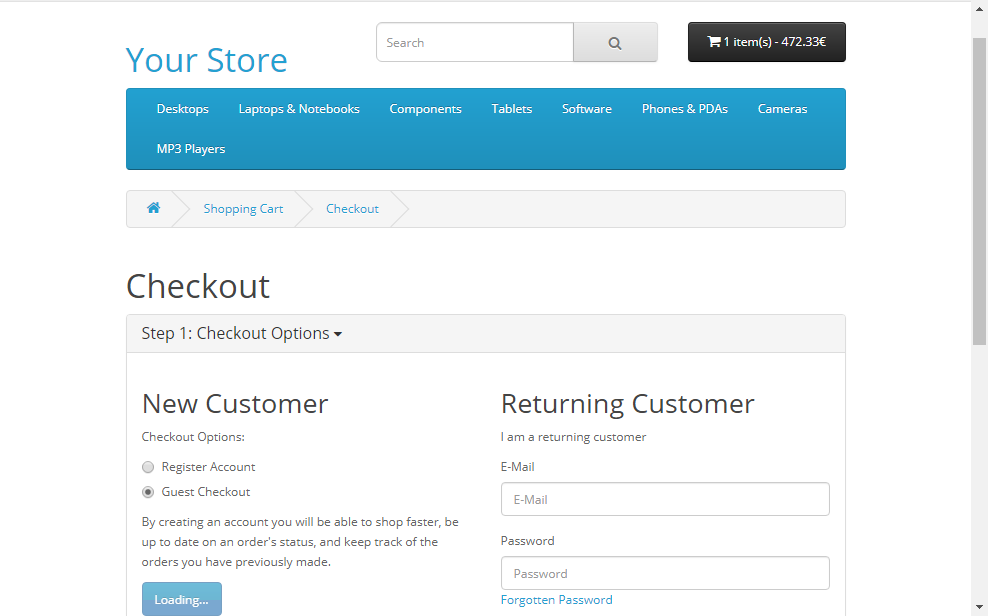 Your Store
Search
1 item(s) - 472.33€
Desktops
Laptops & Notebooks
Components
Tablets
Software
Phones & PDAs
Cameras
MP3 Players
Shopping Cart
Checkout
Checkout
Step 1: Checkout Options
New Customer
Checkout Options:
Register Account
Guest Checkout
By creating an account you will be able to shop faster, be
up to date on an order's status, and keep track of the
orders you have previously made.
Loading...
Returning Customer
I am a returning customer
E-Mail
E-Mail
Password
Password
Forgotten Password